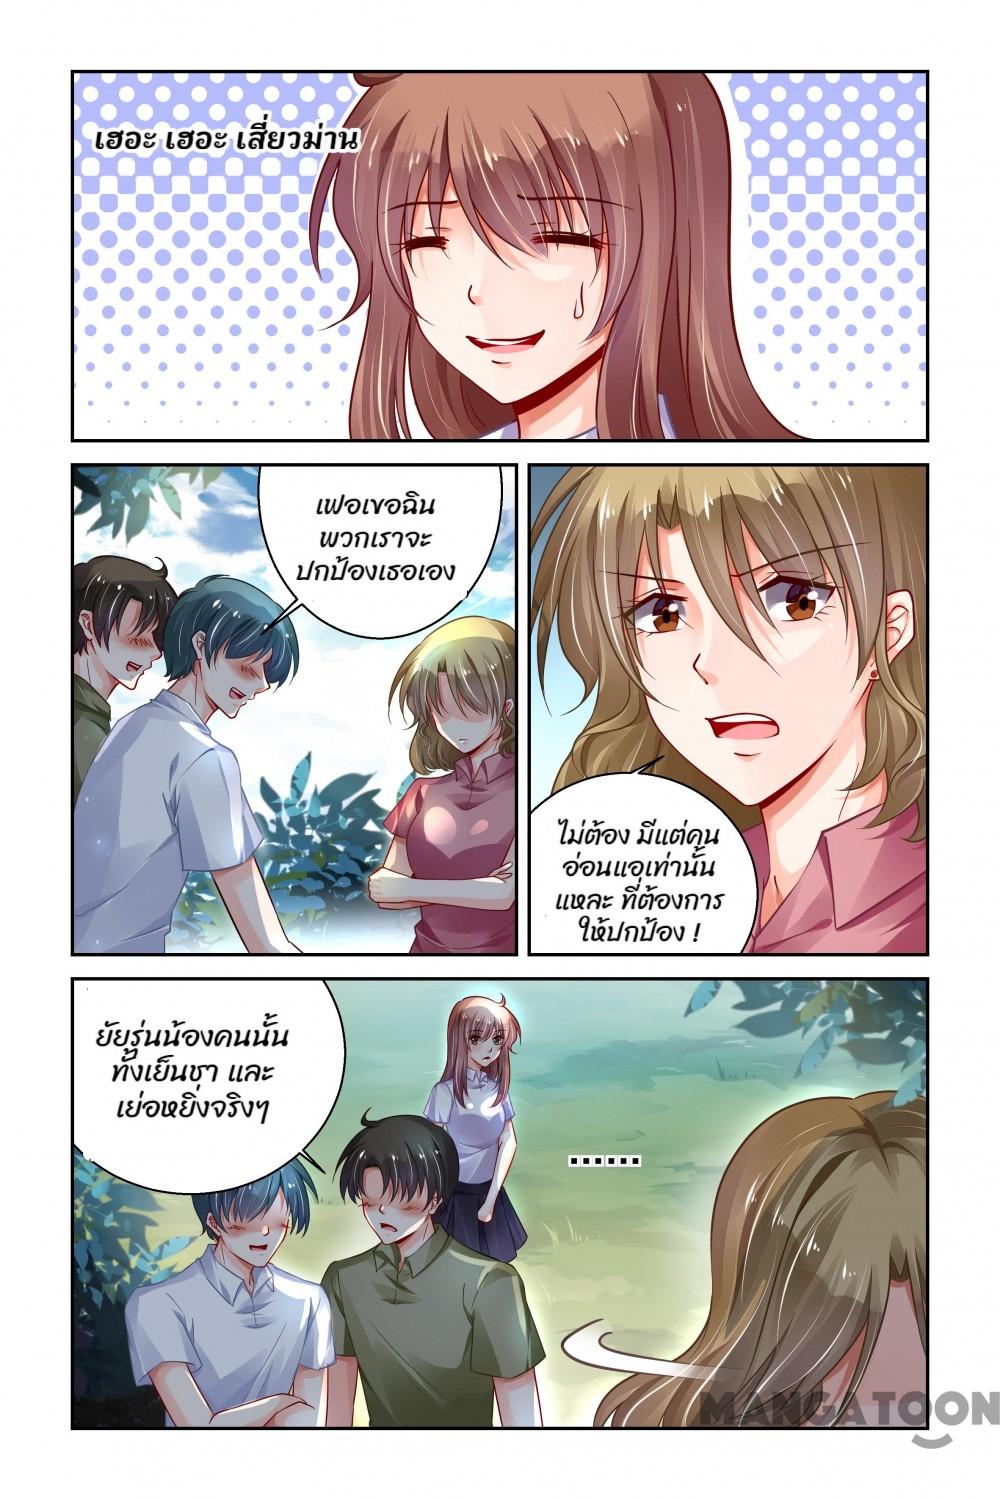 เฮอะ เฮอะ เสี่ยวม่าน
เฟอเขอฉิน
พวกเราจะ
ปกป้องเธอเอง
ไม่ต้อง มีแต่คน
อ่อนแอเท่านั้น
แหละ ที่ต้องการ
ให้ปกป้อง !
ยัยรุ่นน้องคนนั้น
ทั้งเย็นชา และ
เย่อหยิ่งจริงๆ
......
MANGATOON